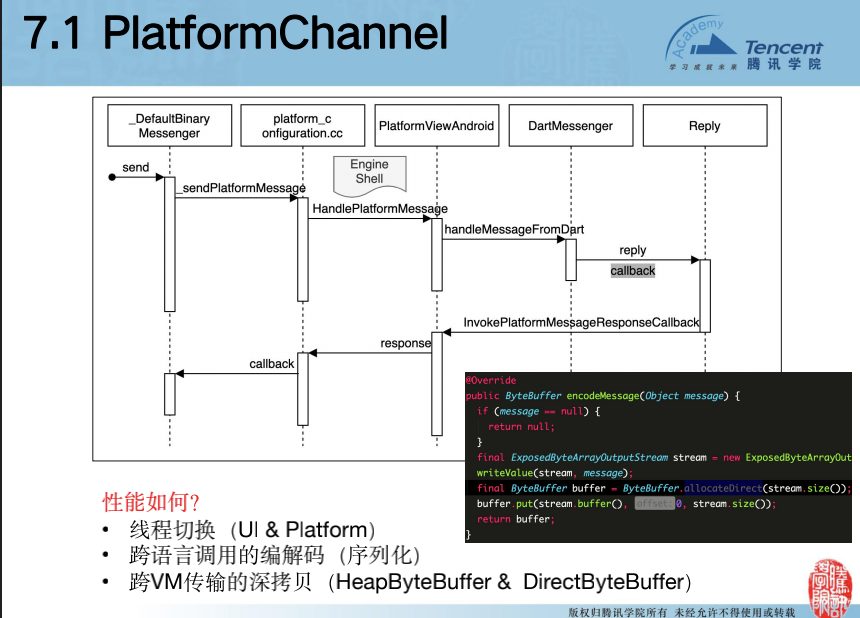 7.1 PlatformChannel
Academy
学习成就未来
Tencent
腾讯学院
_DefaultBinary
Messenger
platform_c
onfiguration.cc
PlatformViewAndroid
DartMessenger
Reply
send
Engine
Shell
_sendPlatformMessage
HandlePlatformMessage
handleMessageFromDart
reply
callback
InvokePlatformMessageResponseCallback
response
callback
@Override
public ByteBuffer encodeMessage(Object message) {
if (message == null) {
return null;
}
final ExposedByteArrayOutputStream stream = new ExposedByteArrayOut
writeValue(stream, message);
final ByteBuffer buffer = ByteBuffer.allocateDirect(stream.size());
buffer.put(stream.buffer(), offset: 0, stream.size());
return buffer;
}
性能如何?
• 线程切换（UI & Platform）
• 跨语言调用的编解码（序列化）
• 跨VM传输的深拷贝（HeapByteBuffer & DirectByteBuffer）
版权归腾讯学院所有 未经允许不得使用或转载